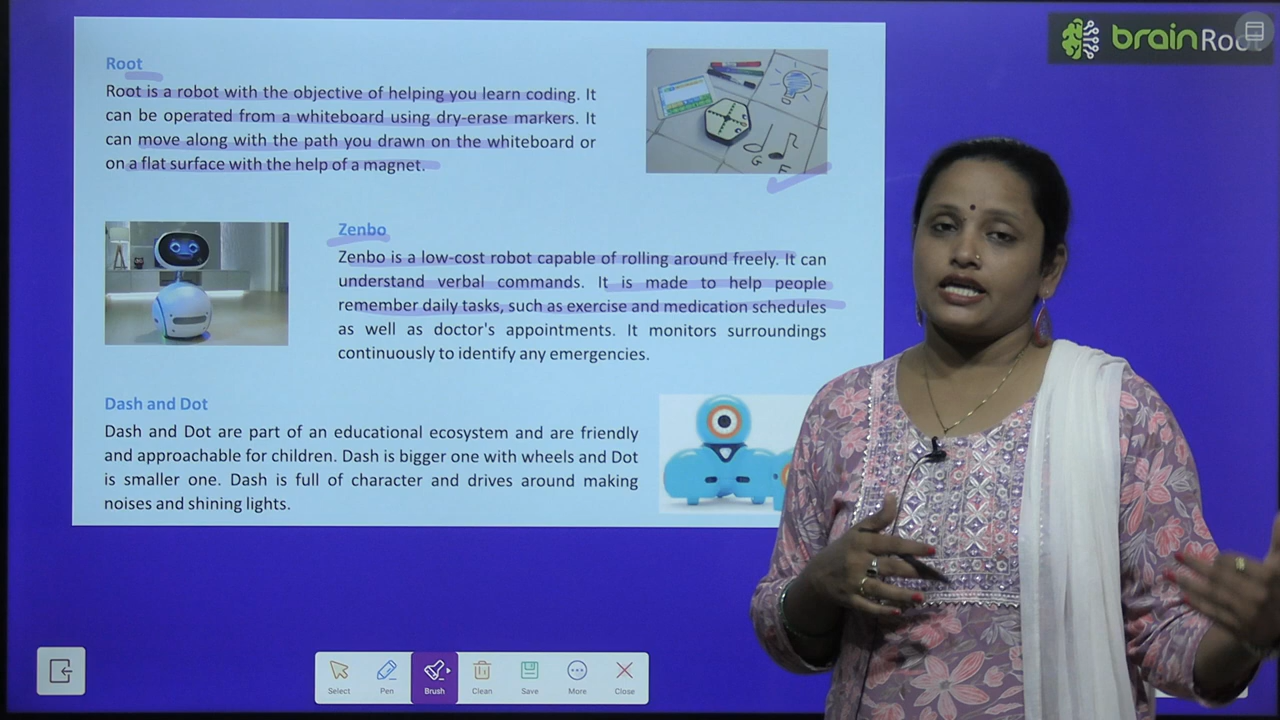 brainRoot
Root
Root is a robot with the objective of helping you learn coding. It
can be operated from a whiteboard using dry-erase markers. It
can move along with the path you drawn on the whiteboard or
on a flat surface with the help of a magnet.
G
F
Zenbo
Zenbo is a low-cost robot capable of rolling around freely. It can
understand verbal commands. It is made to help people
remember daily tasks, such as exercise and medication schedules
as well as doctor's appointments. It monitors surroundings
continuously to identify any emergencies.
Dash and Dot
Dash and Dot are part of an educational ecosystem and are friendly
and approachable for children. Dash is bigger one with wheels and Dot
is smaller one. Dash is full of character and drives around making
noises and shining lights.
Select Pen Brush Clean Save More Close